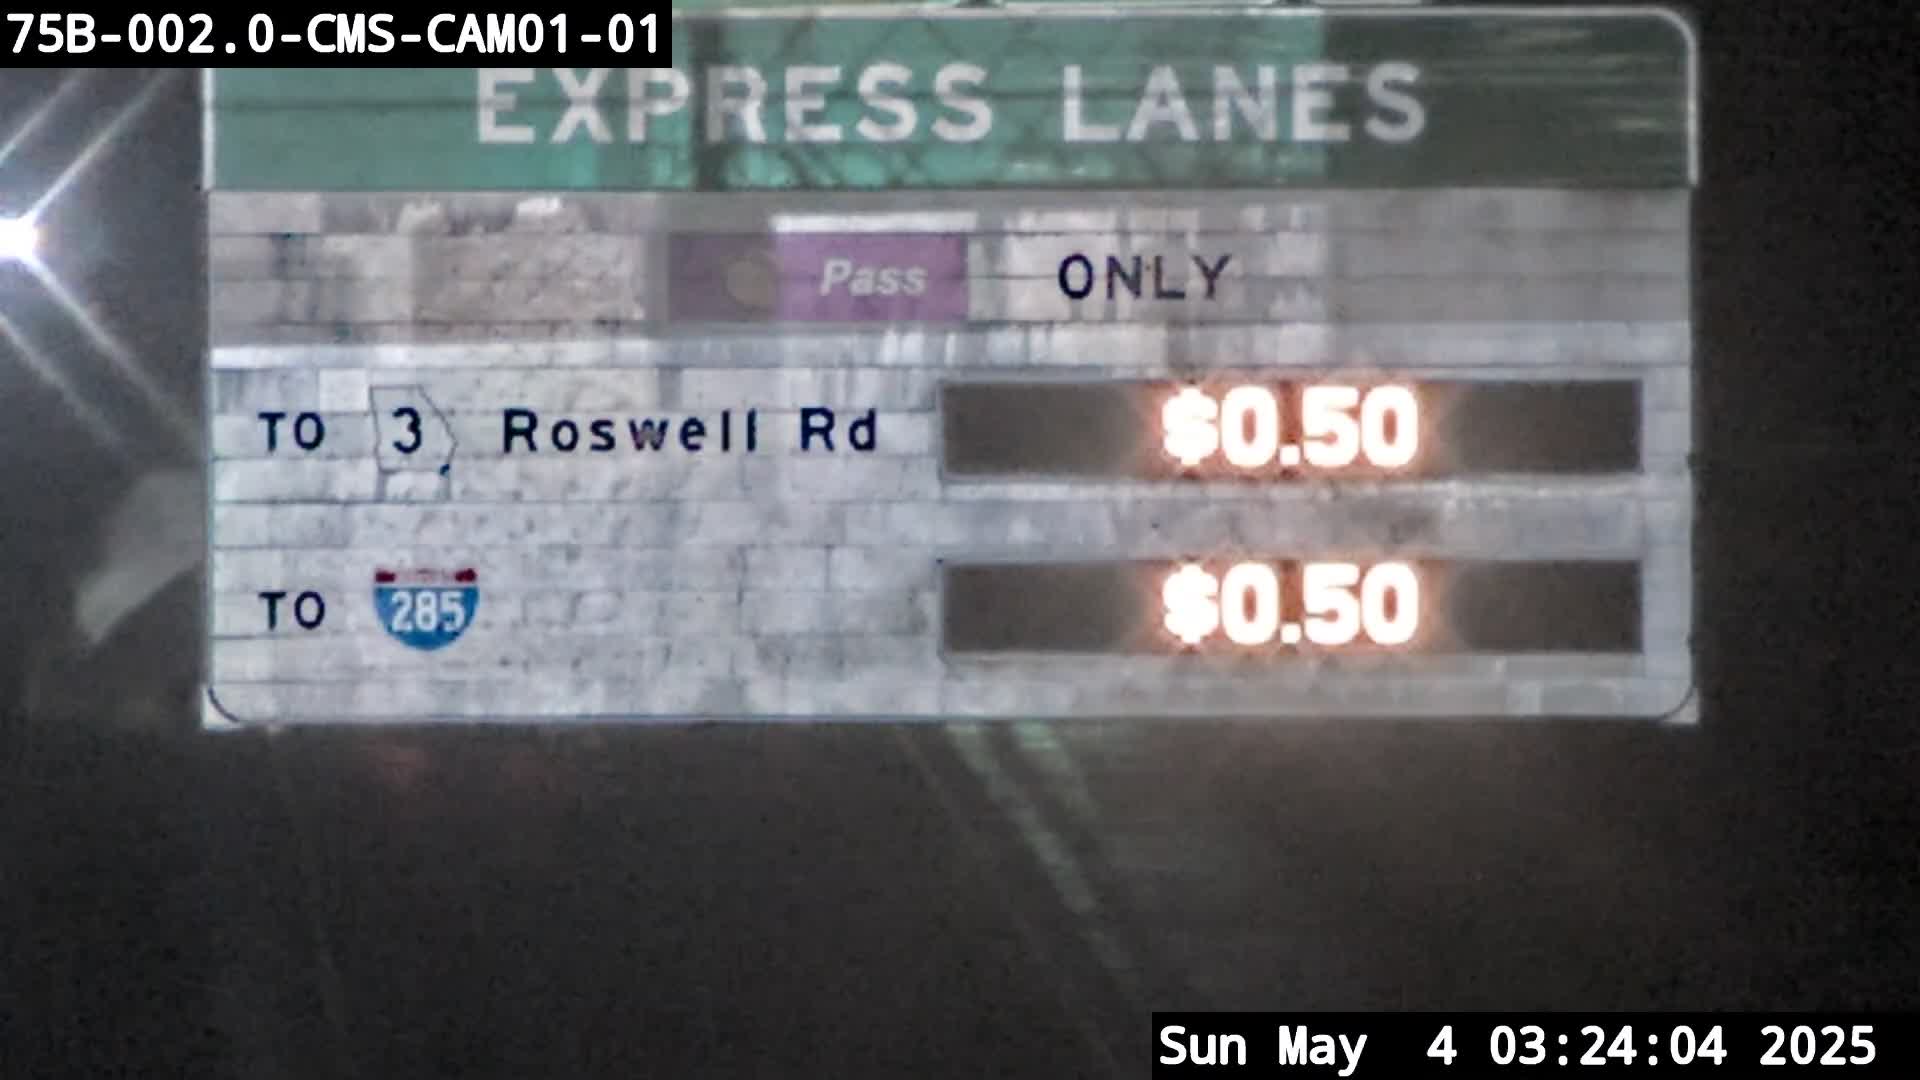 75B-002.0-CMS-CAM01-01
EXPRESS LANES
Pass ONLY
TO 3 Roswell Rd $0.50
TO 285 $0.50
Sun May 4 03:24:04 2025